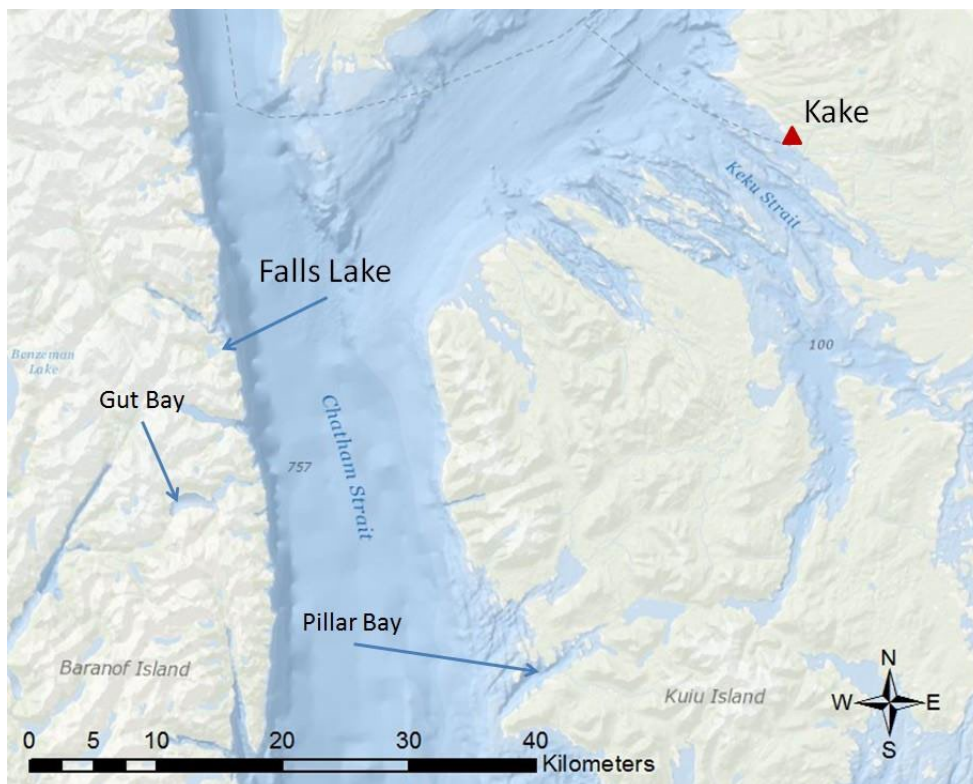 Kake
Keku Strait
Falls Lake
100
Benzeman
Lake
Gut Bay
Chatham Strait
757
Pillar Bay
Baranof Island
Kuiu Island
N
W E
S
0 5 10 20 30 40
Kilometers